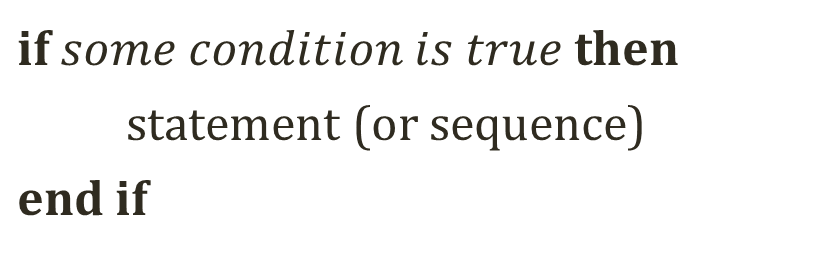 if some condition is true then
statement (or sequence)
end if